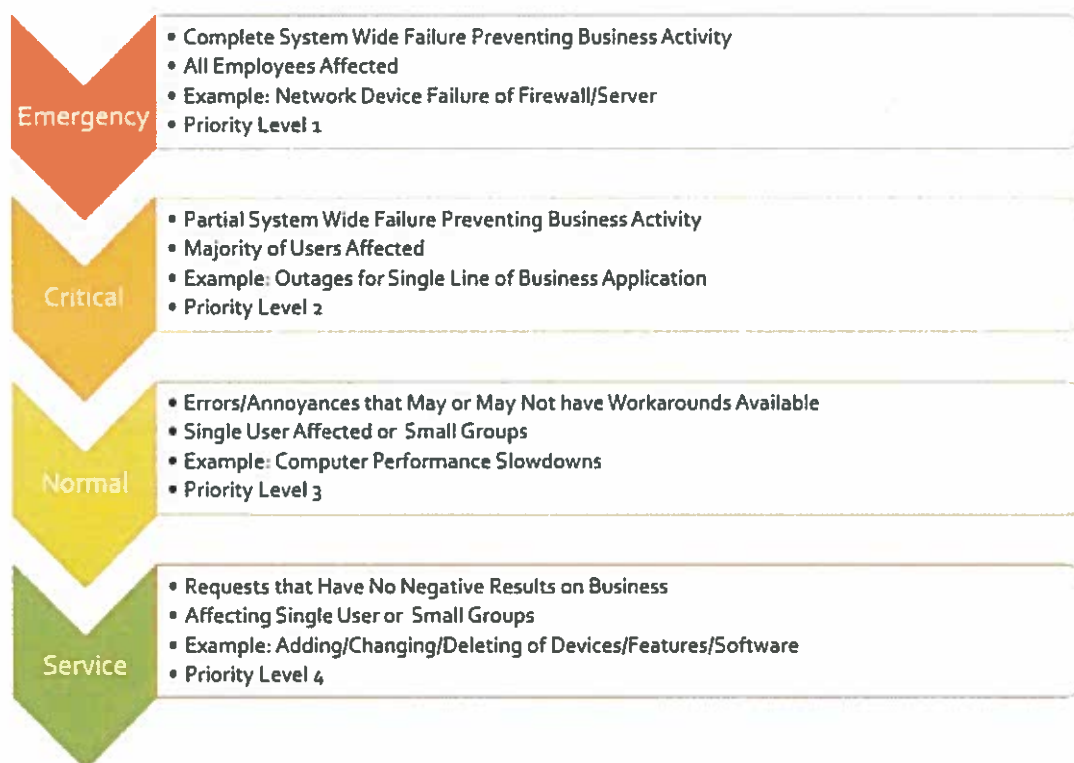 Emergency
• Complete System Wide Failure Preventing Business Activity
• All Employees Affected
• Example: Network Device Failure of Firewall/Server
• Priority Level 1
Critical
• Partial System Wide Failure Preventing Business Activity
• Majority of Users Affected
• Example: Outages for Single Line of Business Application
• Priority Level 2
Normal
• Errors/Annoyances that May or May Not have Workarounds Available
• Single User Affected or Small Groups
• Example: Computer Performance Slowdowns
• Priority Level 3
Service
• Requests that Have No Negative Results on Business
• Affecting Single User or Small Groups
• Example: Adding/Changing/Deleting of Devices/Features/Software
• Priority Level 4